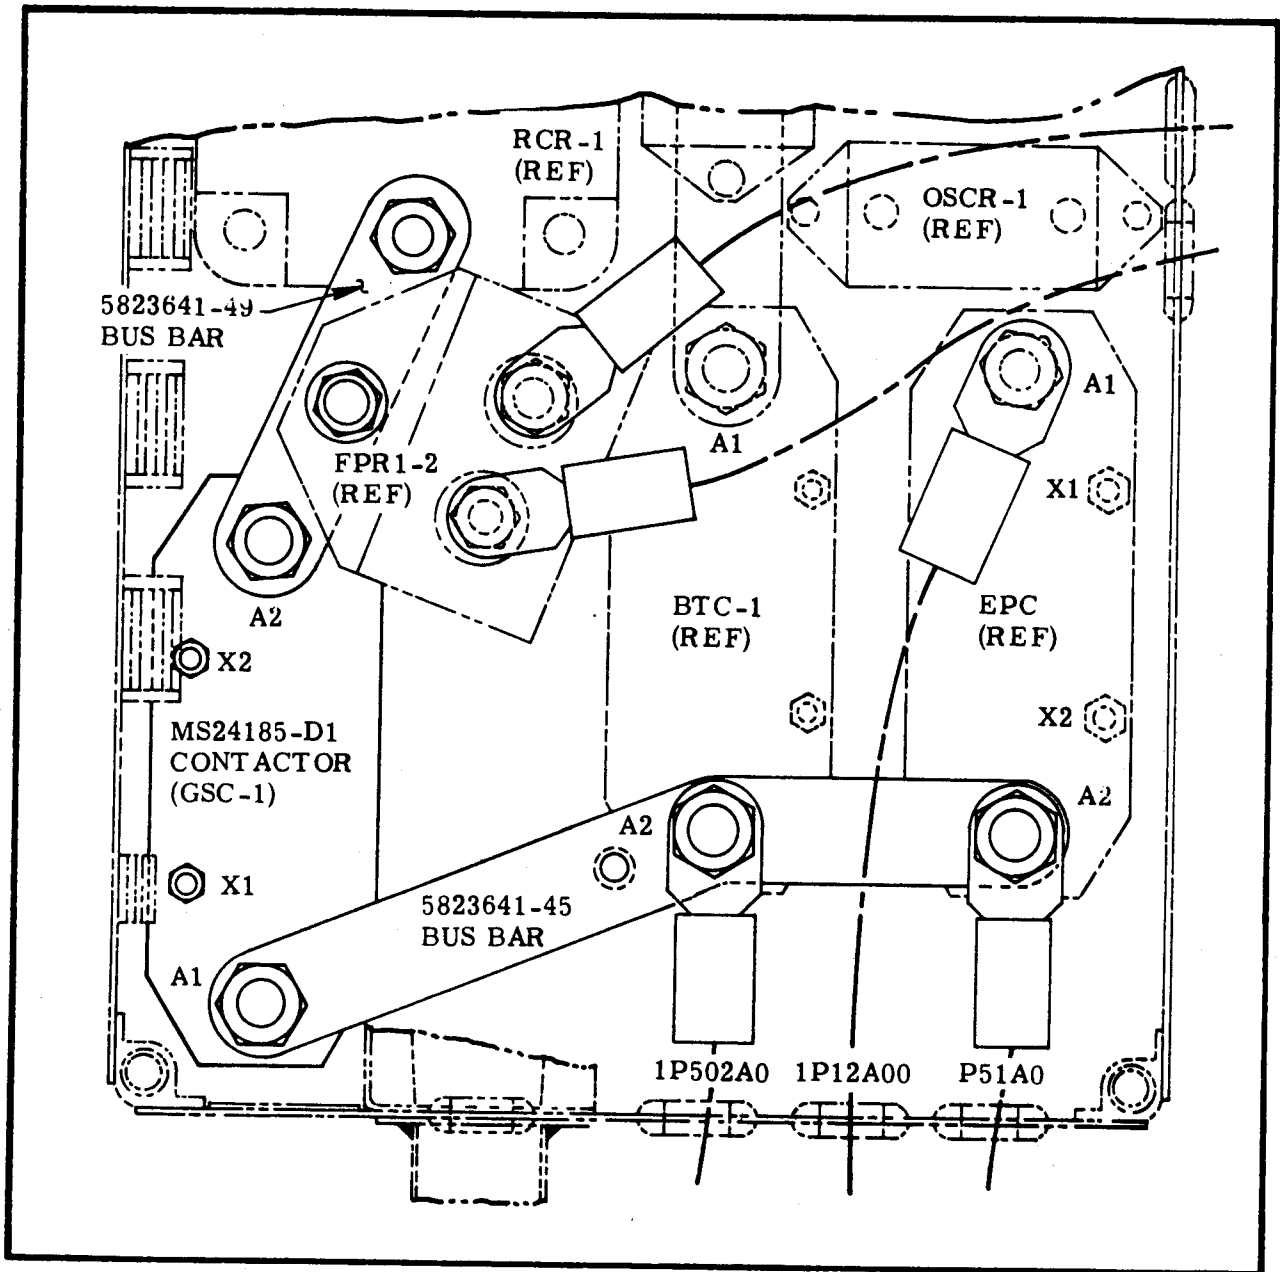 RCR-1
(REF)
OSCR-1
(REF)
5823641-49
BUS BAR
A1
A1
FPR1-2
(REF)
X1
A2
BTC-1
(REF)
EPC
(REF)
X2
X2
MS24185-D1
CONTACTOR
(GSC-1)
A2
A2
X1
5823641-45
BUS BAR
A1
1P502A0
1P12A00
P51A0